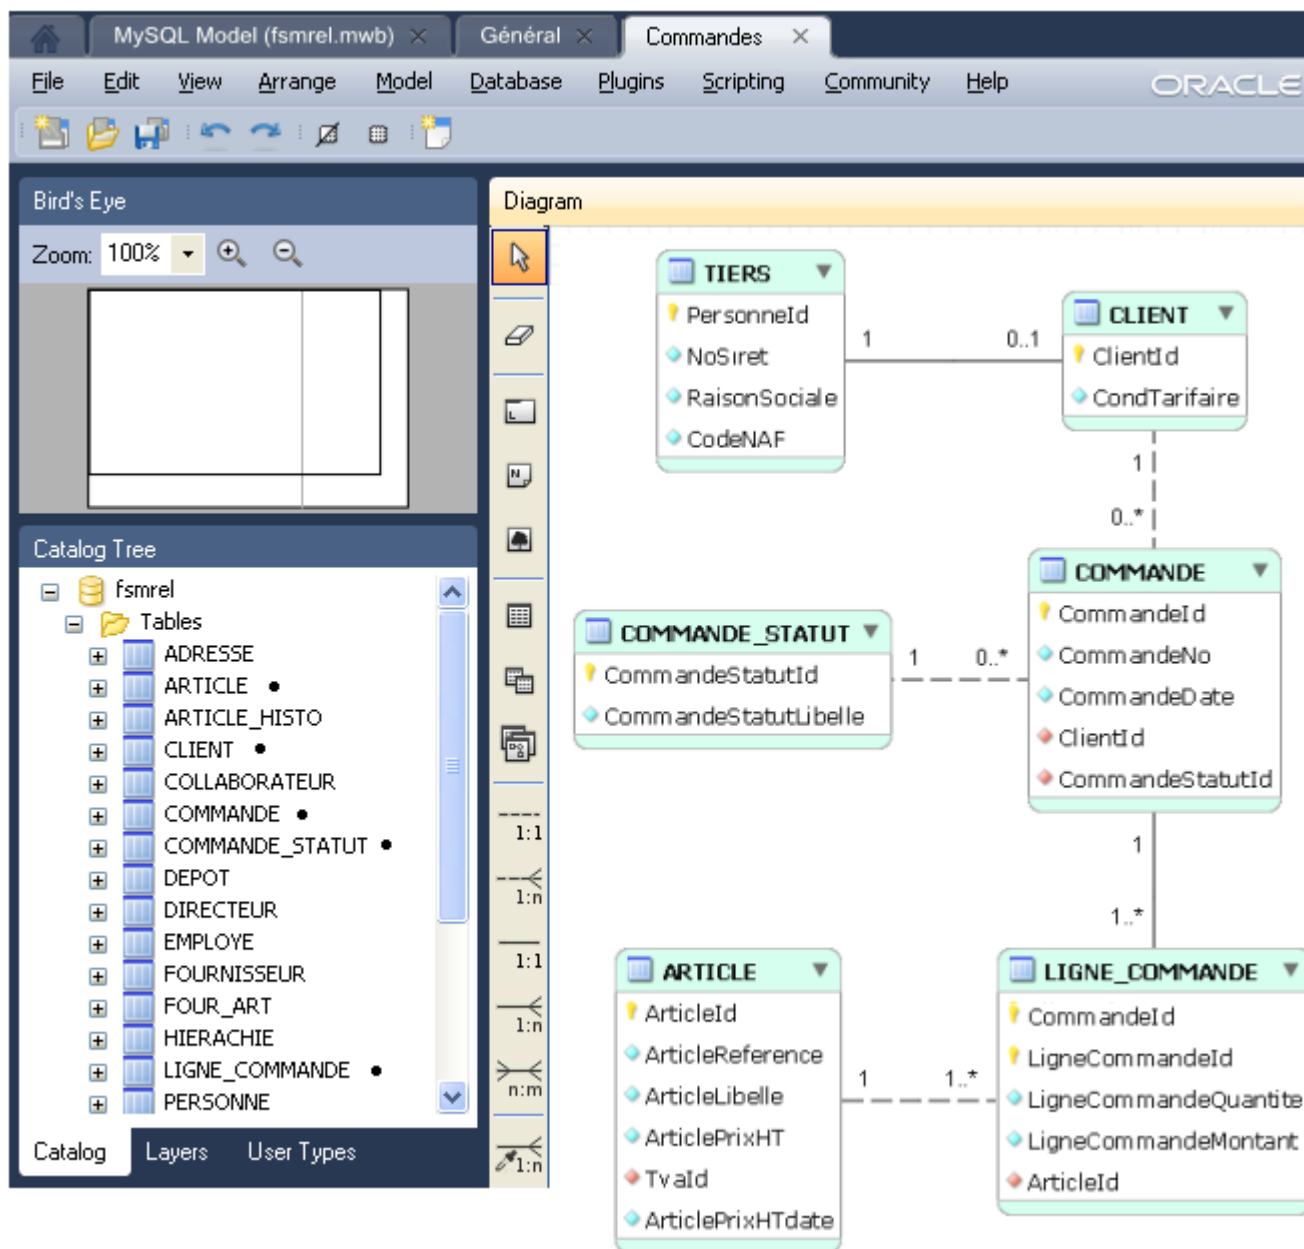 MySQL Model (fsmrel.mwb) Général Commandes
File Edit View Arrange Model Database Plugins Scripting Community Help ORACLE
Bird's Eye
Zoom: 100%
Catalog Tree
fsmrel
Tables
ADRESSE
ARTICLE
ARTICLE_HISTO
CLIENT
COLLABORATEUR
COMMANDE
COMMANDE_STATUT
DEPOT
DIRECTEUR
EMPLOYE
FOURNISSEUR
FOUR_ART
HIERACHIE
LIGNE_COMMANDE
PERSONNE
Catalog Layers User Types
Diagram
L
N
1:1
1:n
1:1
1:n
n:m
1:n
TIERS
PersonneId
NoSiret
RaisonSociale
CodeNAF
1 0..1
CLIENT
ClientId
CondTarifaire
1
0..*
COMMANDE
CommandeId
CommandeNo
CommandeDate
ClientId
CommandeStatutId
COMMANDE_STATUT
CommandeStatutId
CommandeStatutLibelle
1 0..*
1
1..*
ARTICLE
ArticleId
ArticleReference
ArticleLibelle
ArticlePrixHT
TvaId
ArticlePrixHTdate
1 1..*
LIGNE_COMMANDE
CommandeId
LigneCommandeId
LigneCommandeQuantite
LigneCommandeMontant
ArticleId